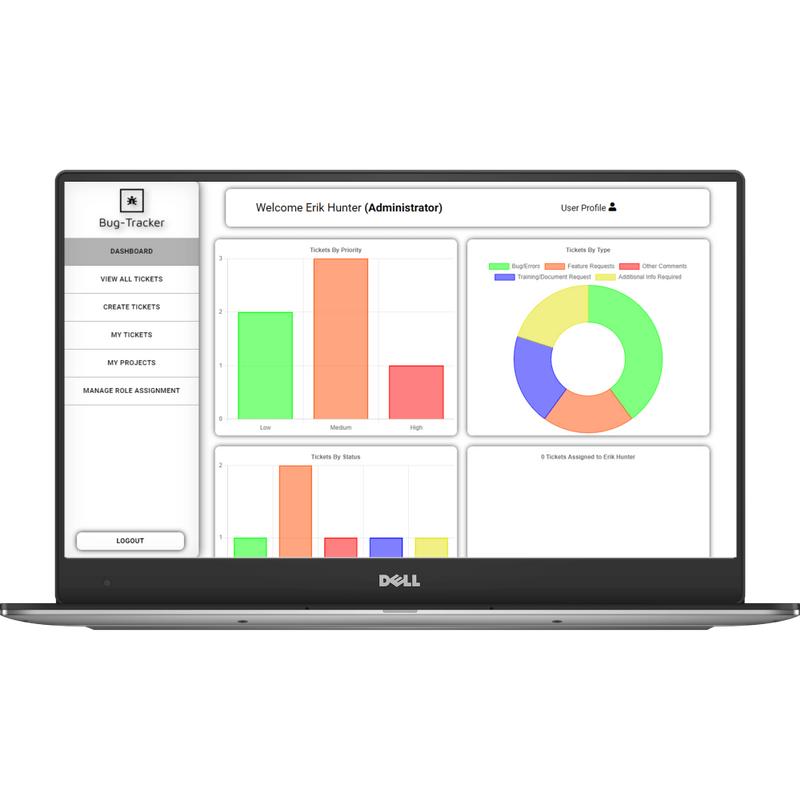 Bug-Tracker
DASHBOARD
VIEW ALL TICKETS
CREATE TICKETS
MY TICKETS
MY PROJECTS
MANAGE ROLE ASSIGNMENT
LOGOUT
Welcome Erik Hunter (Administrator)
User Profile
Tickets By Priority
3
2
1
0
Low Medium High
Tickets By Type
Bug/Errors Feature Requests Other Comments
Training/Document Request Additional Info Required
Tickets By Status
2
1
0 Tickets Assigned to Erik Hunter
DELL